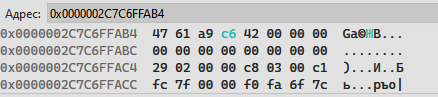 Адрес: 0x0000002C7C6FFAB4
0x0000002C7C6FFAB4 47 61 a9 c6 42 00 00 00 Ga©ЖB...
0x0000002C7C6FFABC 00 00 00 00 00 00 00 00 ........
0x0000002C7C6FFAC4 29 02 00 00 c8 03 00 c1 )...И..Б
0x0000002C7C6FFACC fc 7f 00 00 f0 fa 6f 7c ь...ръo|